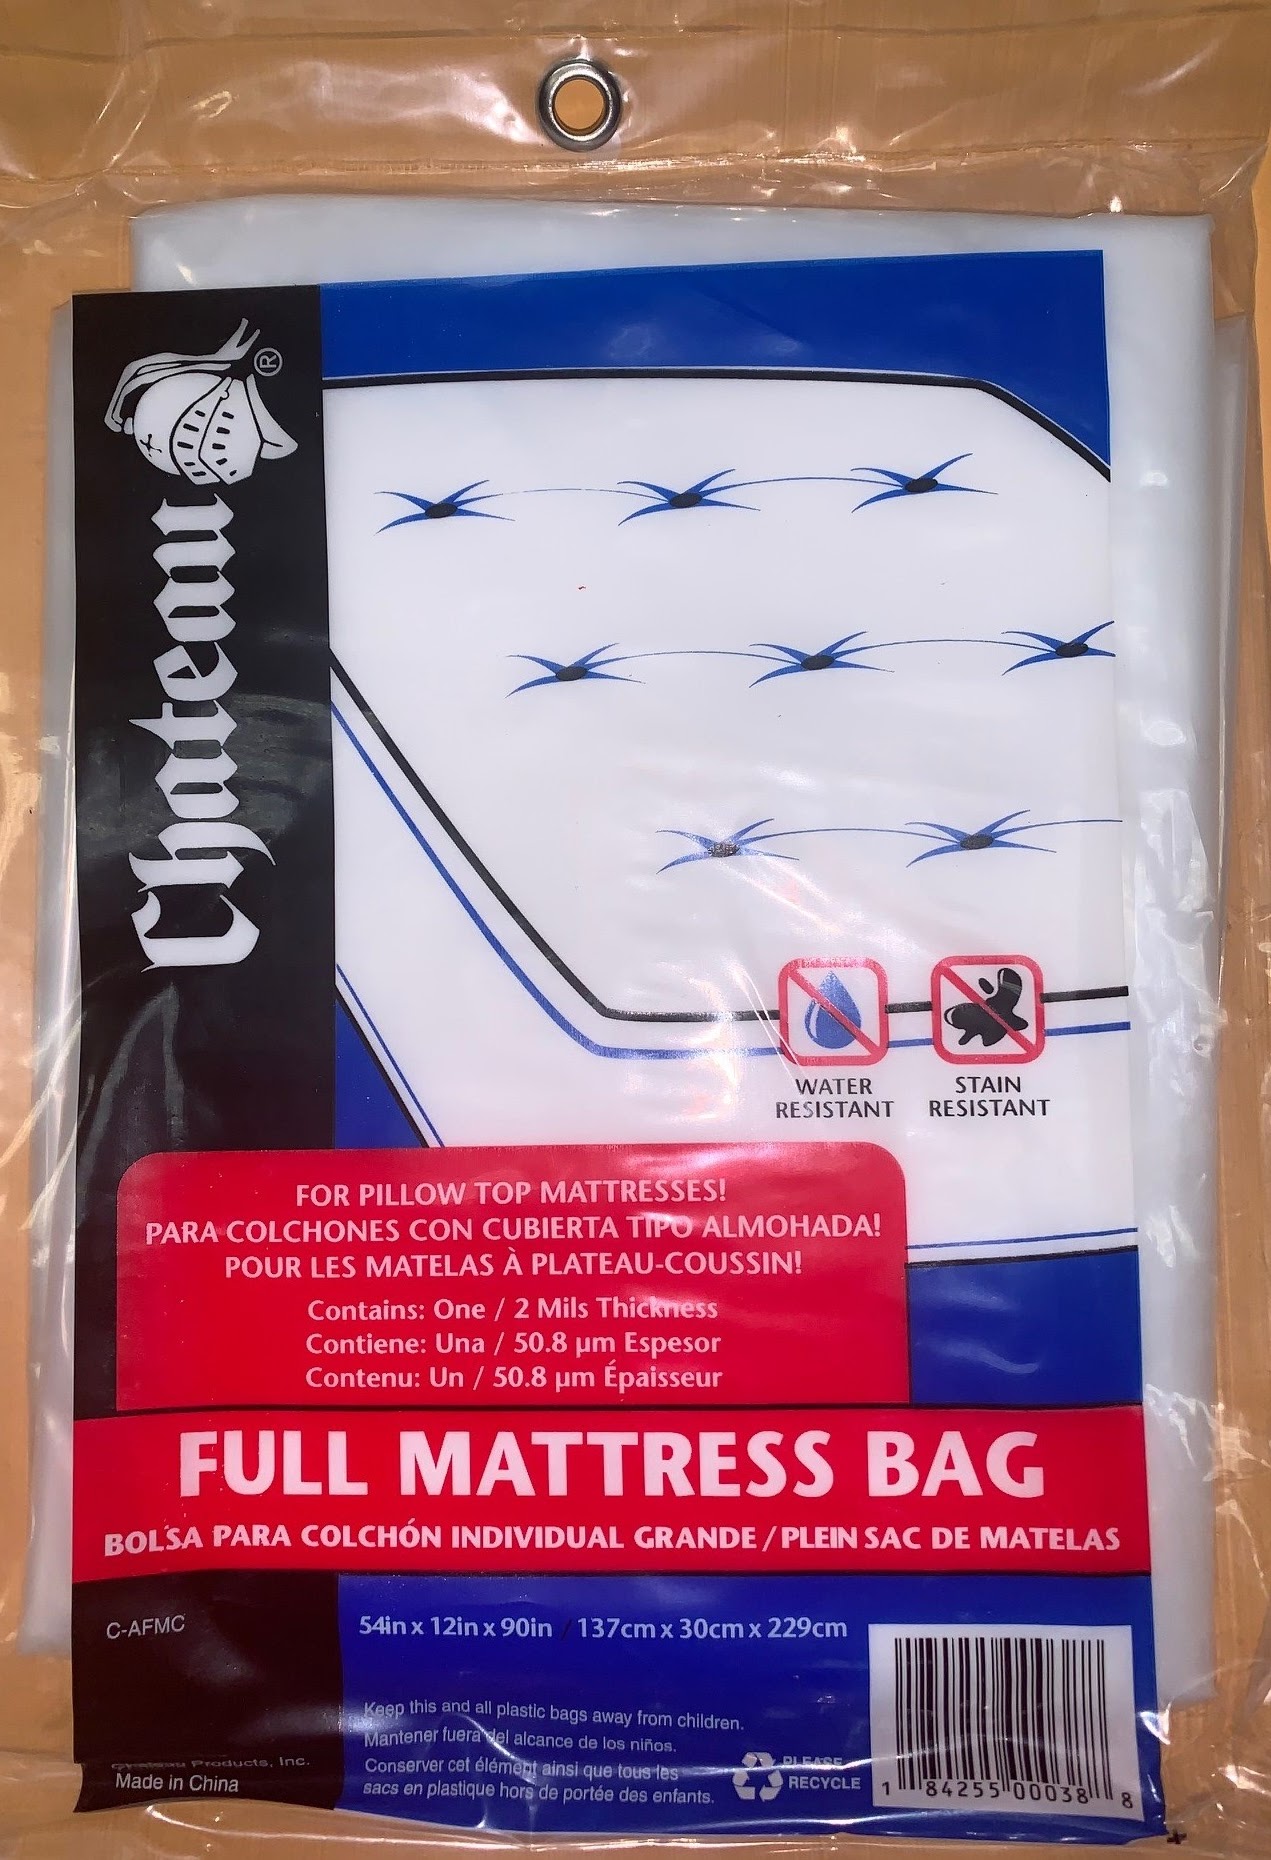 Chateau ®
WATER
RESISTANT
STAIN
RESISTANT
FOR PILLOW TOP MATTRESSES!
PARA COLCHONES CON CUBIERTA TIPO ALMOHADA!
POUR LES MATELAS À PLATEAU-COUSSIN!
Contains: One / 2 Mils Thickness
Contiene: Una / 50.8 µm Espesor
Contenu: Un / 50.8 µm Épaisseur
FULL MATTRESS BAG
BOLSA PARA COLCHÓN INDIVIDUAL GRANDE / PLEIN SAC DE MATELAS
C-AFMC
54in x 12in x 90in / 137cm x 30cm x 229cm
Keep this and all plastic bags away from children.
Mantener fuera del alcance de los niños.
Conserver cet élément ainsi que tous les
sacs en plastique hors de portée des enfants.
Chateau Products, Inc.
Made in China
PLEASE
RECYCLE
1 84255 00038 8